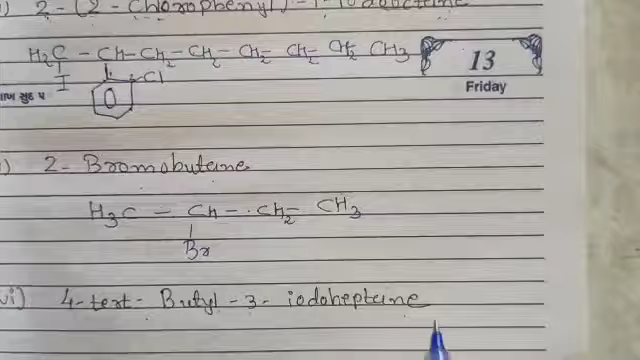 2-(2-Chlorophenyl)-1-Iodooctane
H₂C - CH-CH₂-CH₂-CH₂-CH₂-CH₂ CH₃
I
Cl
13
Friday
2-Bromobutane
H₃C - CH - CH₂- CH₃
Br
vi) 4-text-Butyl-3-iodoheptane